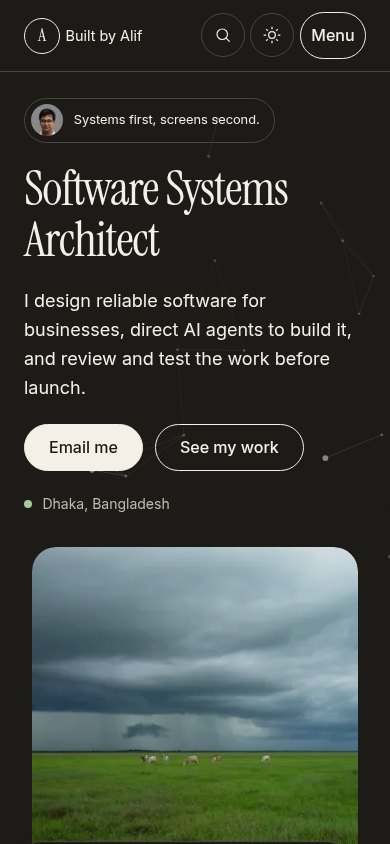 A Built by Alif
Menu
Systems first, screens second.
Software Systems
Architect
I design reliable software for
businesses, direct AI agents to build it,
and review and test the work before
launch.
Email me
See my work
Dhaka, Bangladesh